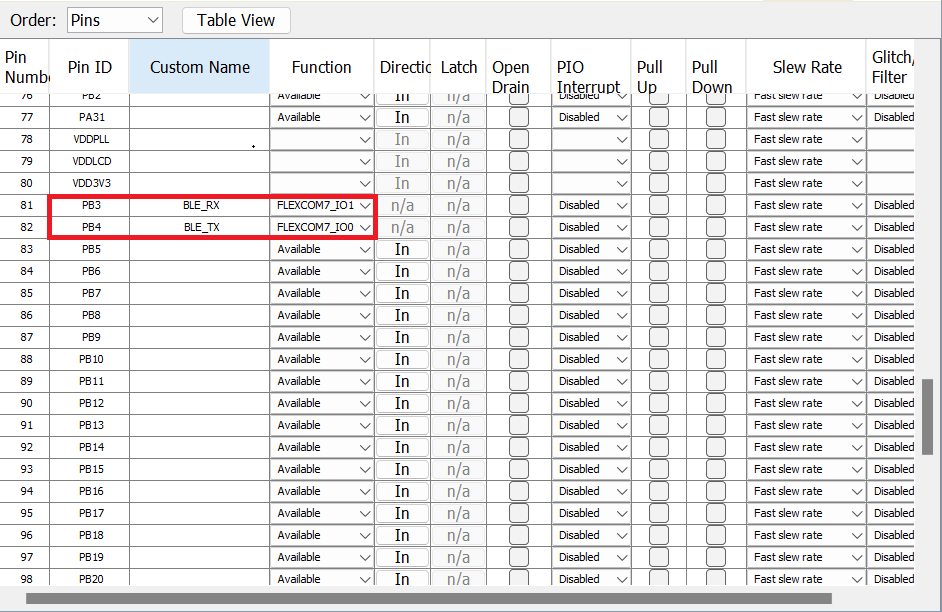 Order: Pins Table View
Pin Numbe Pin ID Custom Name Function Directic Latch Open Drain PIO Interrupt Pull Up Pull Down Slew Rate Glitch/ Filter
76 PB2 Available In n/a Disabled Fast slew rate Disabled
77 PA31 Available In n/a Disabled Fast slew rate Disabled
78 VDDPLL In n/a Fast slew rate
79 VDDLCD In n/a Fast slew rate
80 VDD3V3 In n/a Fast slew rate
81 PB3 BLE_RX FLEXCOM7_IO1 n/a n/a Disabled Fast slew rate Disabled
82 PB4 BLE_TX FLEXCOM7_IO0 n/a n/a Disabled Fast slew rate Disabled
83 PB5 Available In n/a Disabled Fast slew rate Disabled
84 PB6 Available In n/a Disabled Fast slew rate Disabled
85 PB7 Available In n/a Disabled Fast slew rate Disabled
86 PB8 Available In n/a Disabled Fast slew rate Disabled
87 PB9 Available In n/a Disabled Fast slew rate Disabled
88 PB10 Available In n/a Disabled Fast slew rate Disabled
89 PB11 Available In n/a Disabled Fast slew rate Disabled
90 PB12 Available In n/a Disabled Fast slew rate Disabled
91 PB13 Available In n/a Disabled Fast slew rate Disabled
92 PB14 Available In n/a Disabled Fast slew rate Disabled
93 PB15 Available In n/a Disabled Fast slew rate Disabled
94 PB16 Available In n/a Disabled Fast slew rate Disabled
95 PB17 Available In n/a Disabled Fast slew rate Disabled
96 PB18 Available In n/a Disabled Fast slew rate Disabled
97 PB19 Available In n/a Disabled Fast slew rate Disabled
98 PB20 Available In n/a Disabled Fast slew rate Disabled